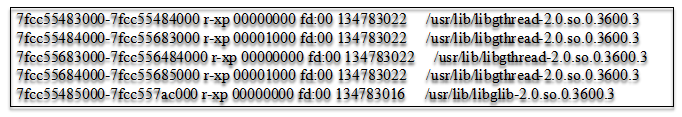 7fcc55483000-7fcc55484000 r-xp 00000000 fd:00 134783022 /usr/lib/libgthread-2.0.so.0.3600.3
7fcc55484000-7fcc55683000 r-xp 00001000 fd:00 134783022 /usr/lib/libgthread-2.0.so.0.3600.3
7fcc55683000-7fcc556484000 r-xp 00000000 fd:00 134783022 /usr/lib/libgthread-2.0.so.0.3600.3
7fcc55684000-7fcc55685000 r-xp 00001000 fd:00 134783022 /usr/lib/libgthread-2.0.so.0.3600.3
7fcc55485000-7fcc557ac000 r-xp 00000000 fd:00 134783016 /usr/lib/libglib-2.0.so.0.3600.3